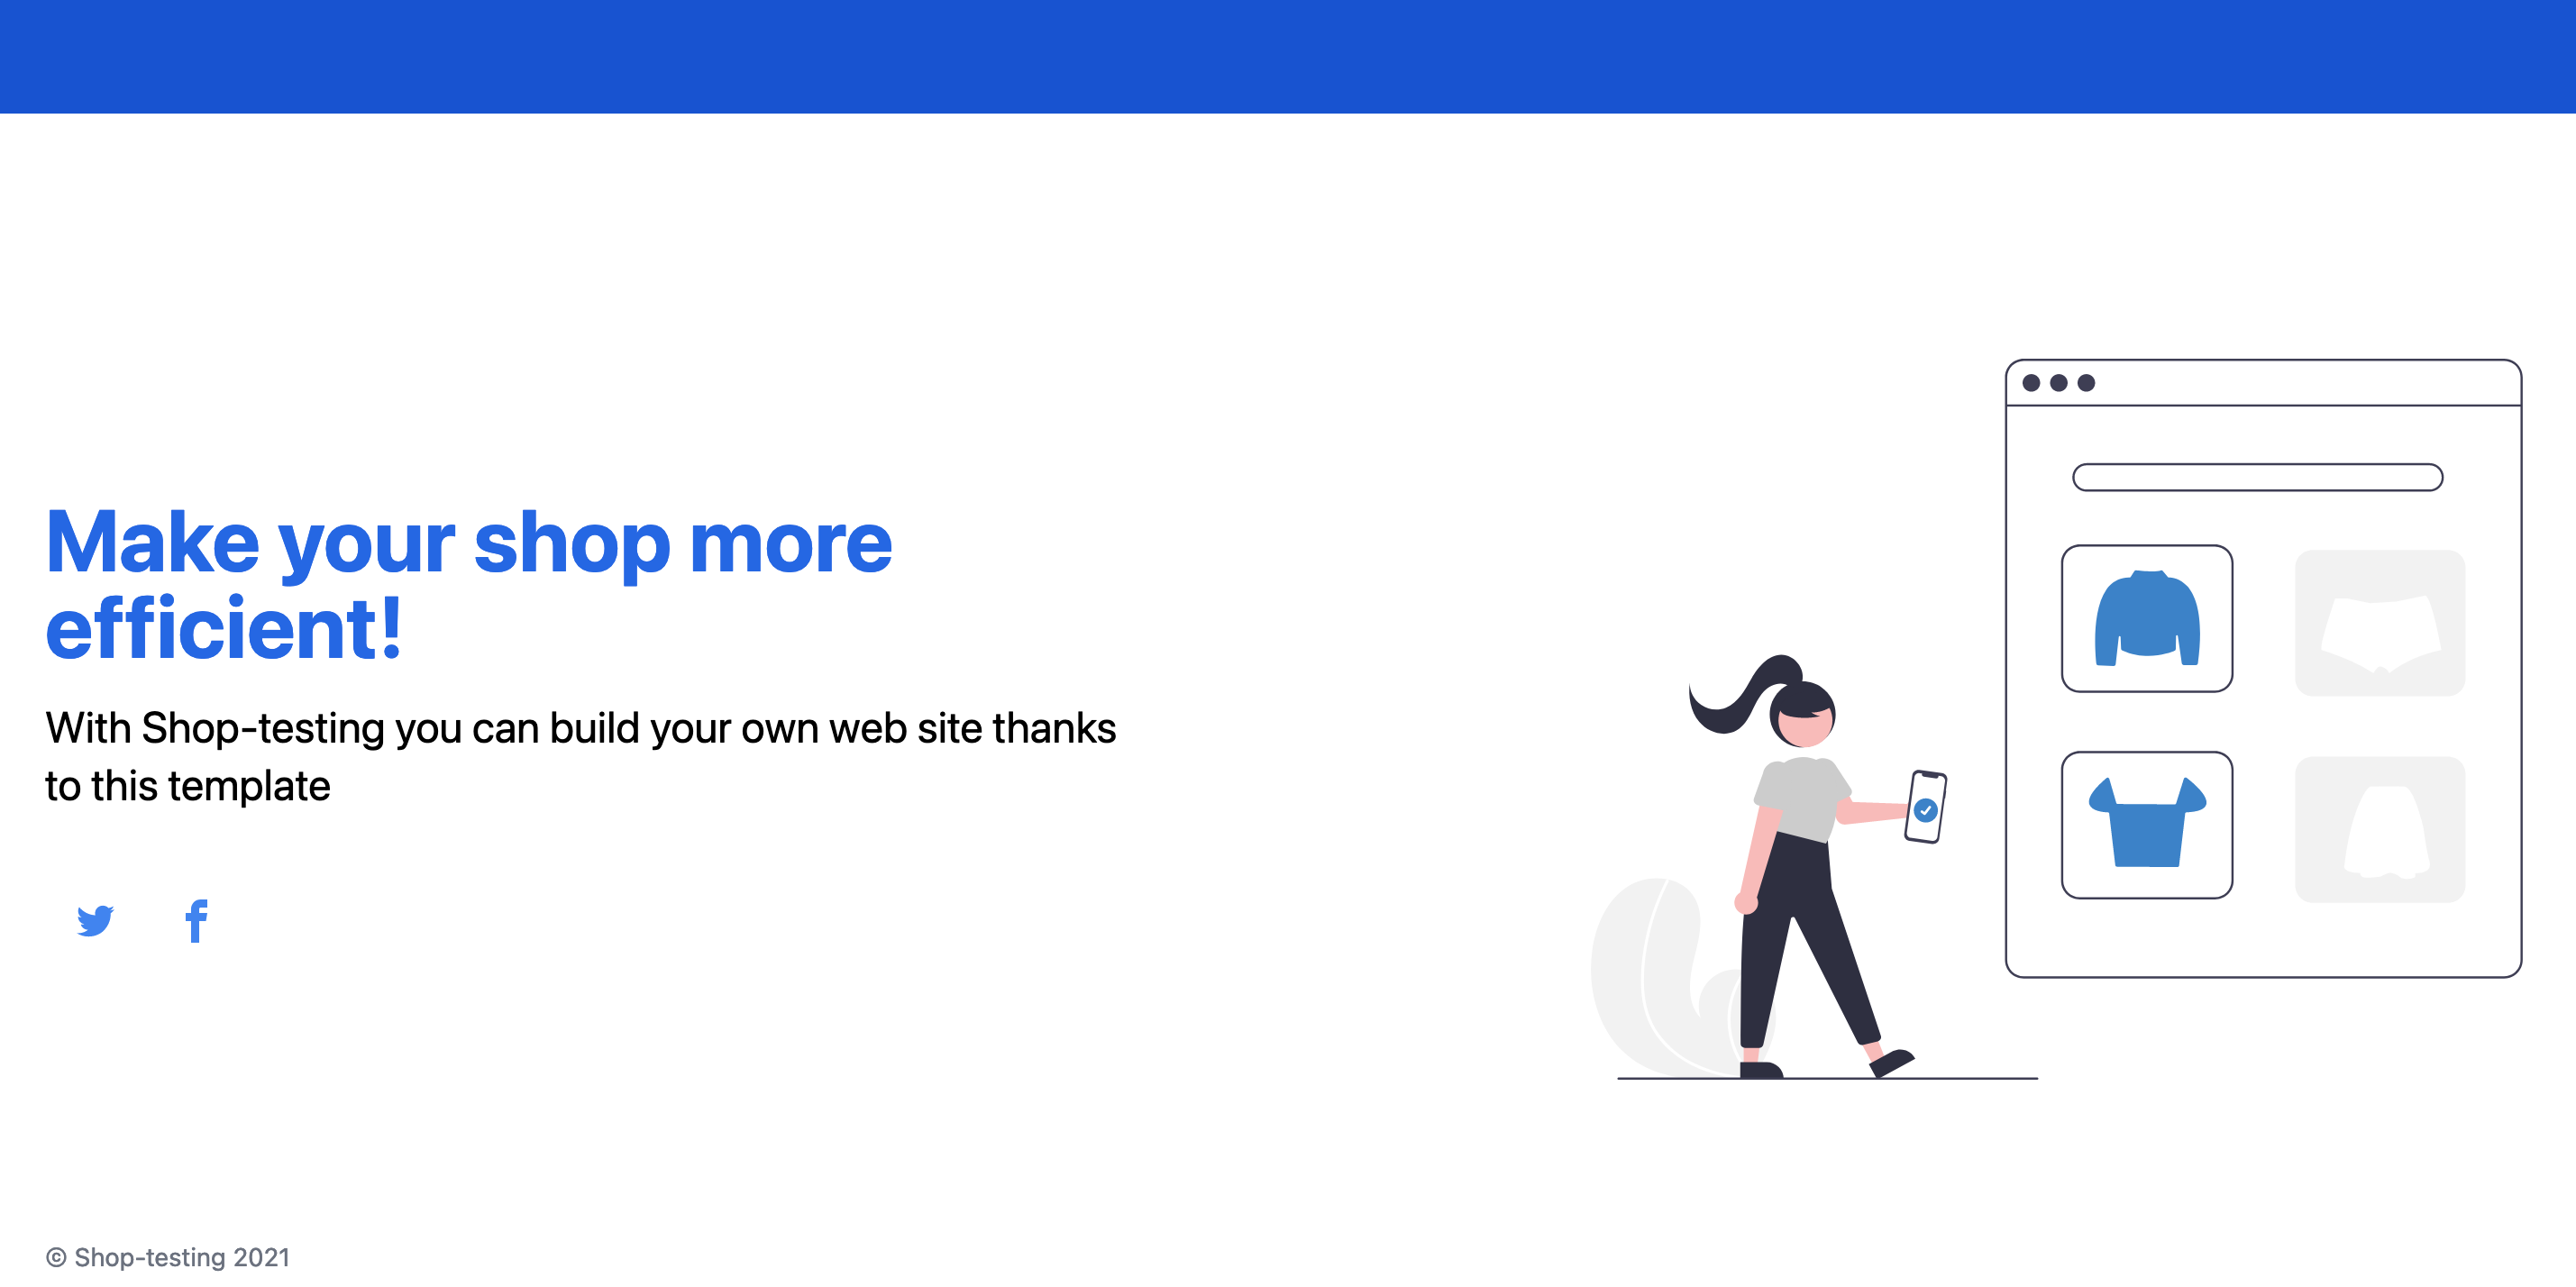 Make your shop more
efficient!
With Shop-testing you can build your own web site thanks
to this template
© Shop-testing 2021